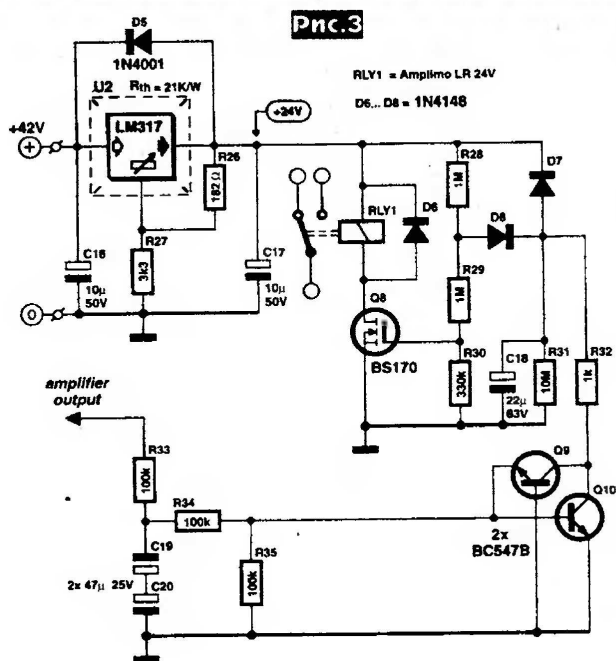 Рис.3
D5
1N4001
U2 Rth = 21K/W
RLY1 = Amplimo LR 24V
D6... D8 = 1N4148
+42V
LM317
+24V
R26
182 Ω
R28
1M
D7
D8
RLY1
D6
C16
10µ
50V
R27
3k3
C17
10µ
50V
R29
1M
Q8
BS170
R30
330k
C18
22µ
63V
R31
10M
R32
1k
0
amplifier
output
R33
100k
R34
100k
Q9
Q10
2x
BC547B
C19
2x 47µ 25V
C20
R35
100k